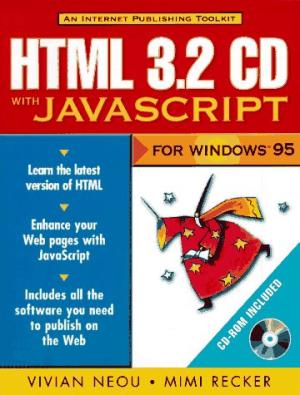 AN INTERNET PUBLISHING TOOLKIT
HTML 3.2 CD
WITH JAVASCRIPT
FOR WINDOWS™ 95
Learn the latest
version of HTML
Enhance your
Web pages with
JavaScript
Includes all the
software you need
to publish on
the Web
CD-ROM INCLUDED
VIVIAN NEOU • MIMI RECKER